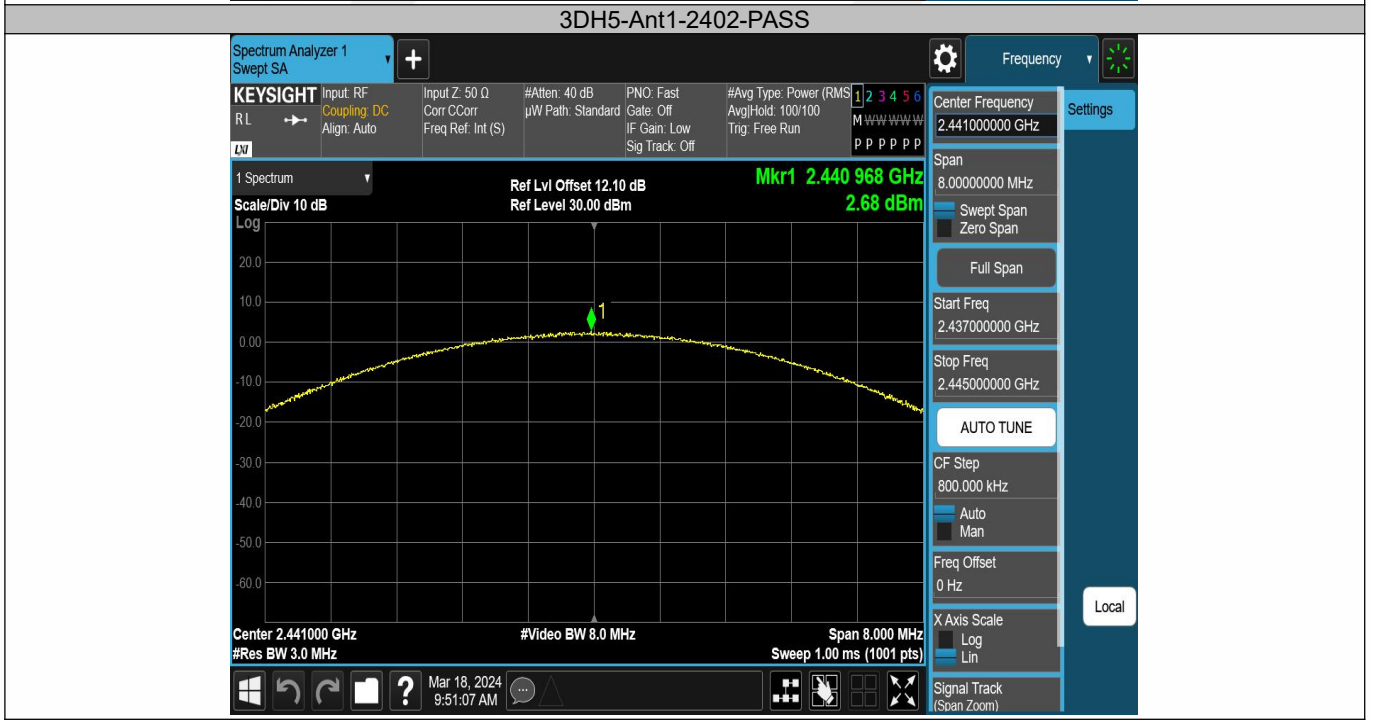 3DH5-Ant1-2402-PASS
Spectrum Analyzer 1
Swept SA
+
Frequency
KEYSIGHT
RL
LXI
Input: RF
Coupling: DC
Align: Auto
Input Z: 50 Ω
Corr CCorr
Freq Ref: Int (S)
#Atten: 40 dB
µW Path: Standard
PNO: Fast
Gate: Off
IF Gain: Low
Sig Track: Off
#Avg Type: Power (RMS
Avg|Hold: 100/100
Trig: Free Run
1 2 3 4 5 6
M W W W W W
P P P P P P
1 Spectrum
Scale/Div 10 dB
Ref Lvl Offset 12.10 dB
Ref Level 30.00 dBm
Mkr1 2.440 968 GHz
2.68 dBm
Log
20.0
10.0
0.00
-10.0
-20.0
-30.0
-40.0
-50.0
-60.0
1
Center 2.441000 GHz
#Res BW 3.0 MHz
#Video BW 8.0 MHz
Span 8.000 MHz
Sweep 1.00 ms (1001 pts)
?
Mar 18, 2024
9:51:07 AM
Center Frequency
2.441000000 GHz
Span
8.00000000 MHz
Swept Span
Zero Span
Full Span
Start Freq
2.437000000 GHz
Stop Freq
2.445000000 GHz
AUTO TUNE
CF Step
800.000 kHz
Auto
Man
Freq Offset
0 Hz
X Axis Scale
Log
Lin
Signal Track
(Span Zoom)
Settings
Local